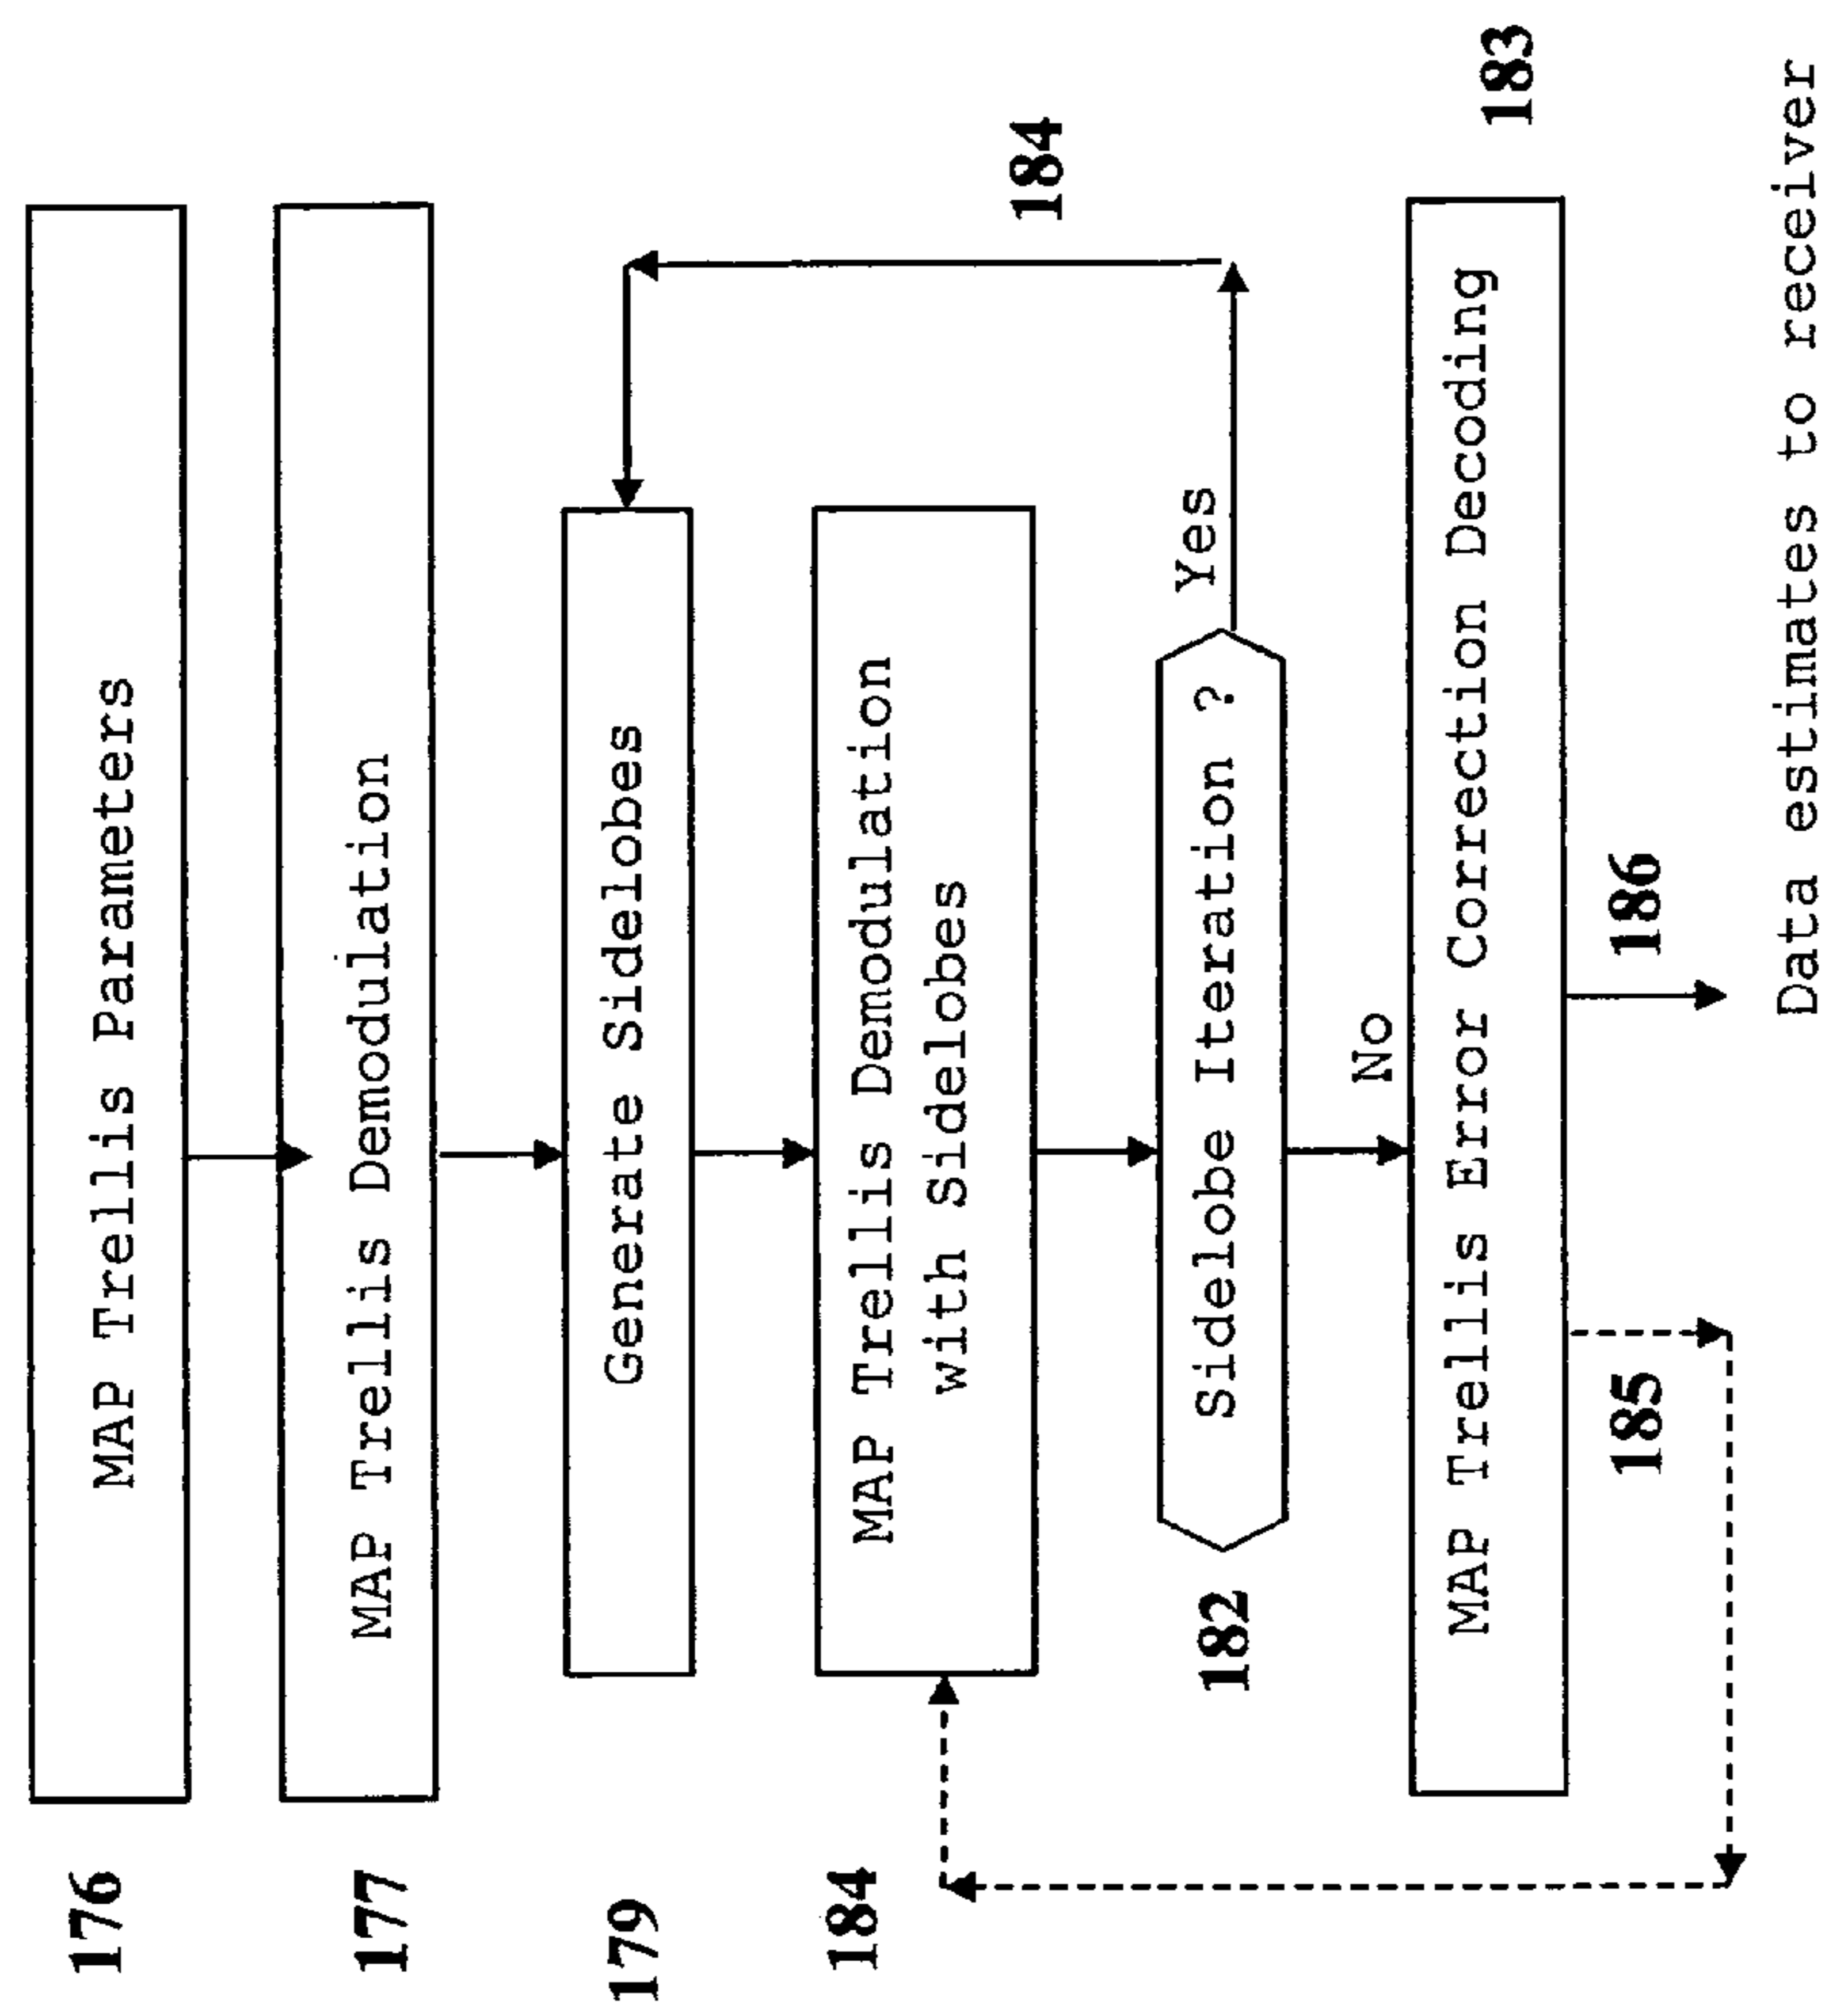 176
MAP Trellis Parameters
177
MAP Trellis Demodulation
179
Generate Sidelobes
184
184
MAP Trellis Demodulation
with Sidelobes
182
Sidelobe Iteration ?
Yes
No
MAP Trellis Error Correction Decoding
183
185
186
Data estimates to receiver